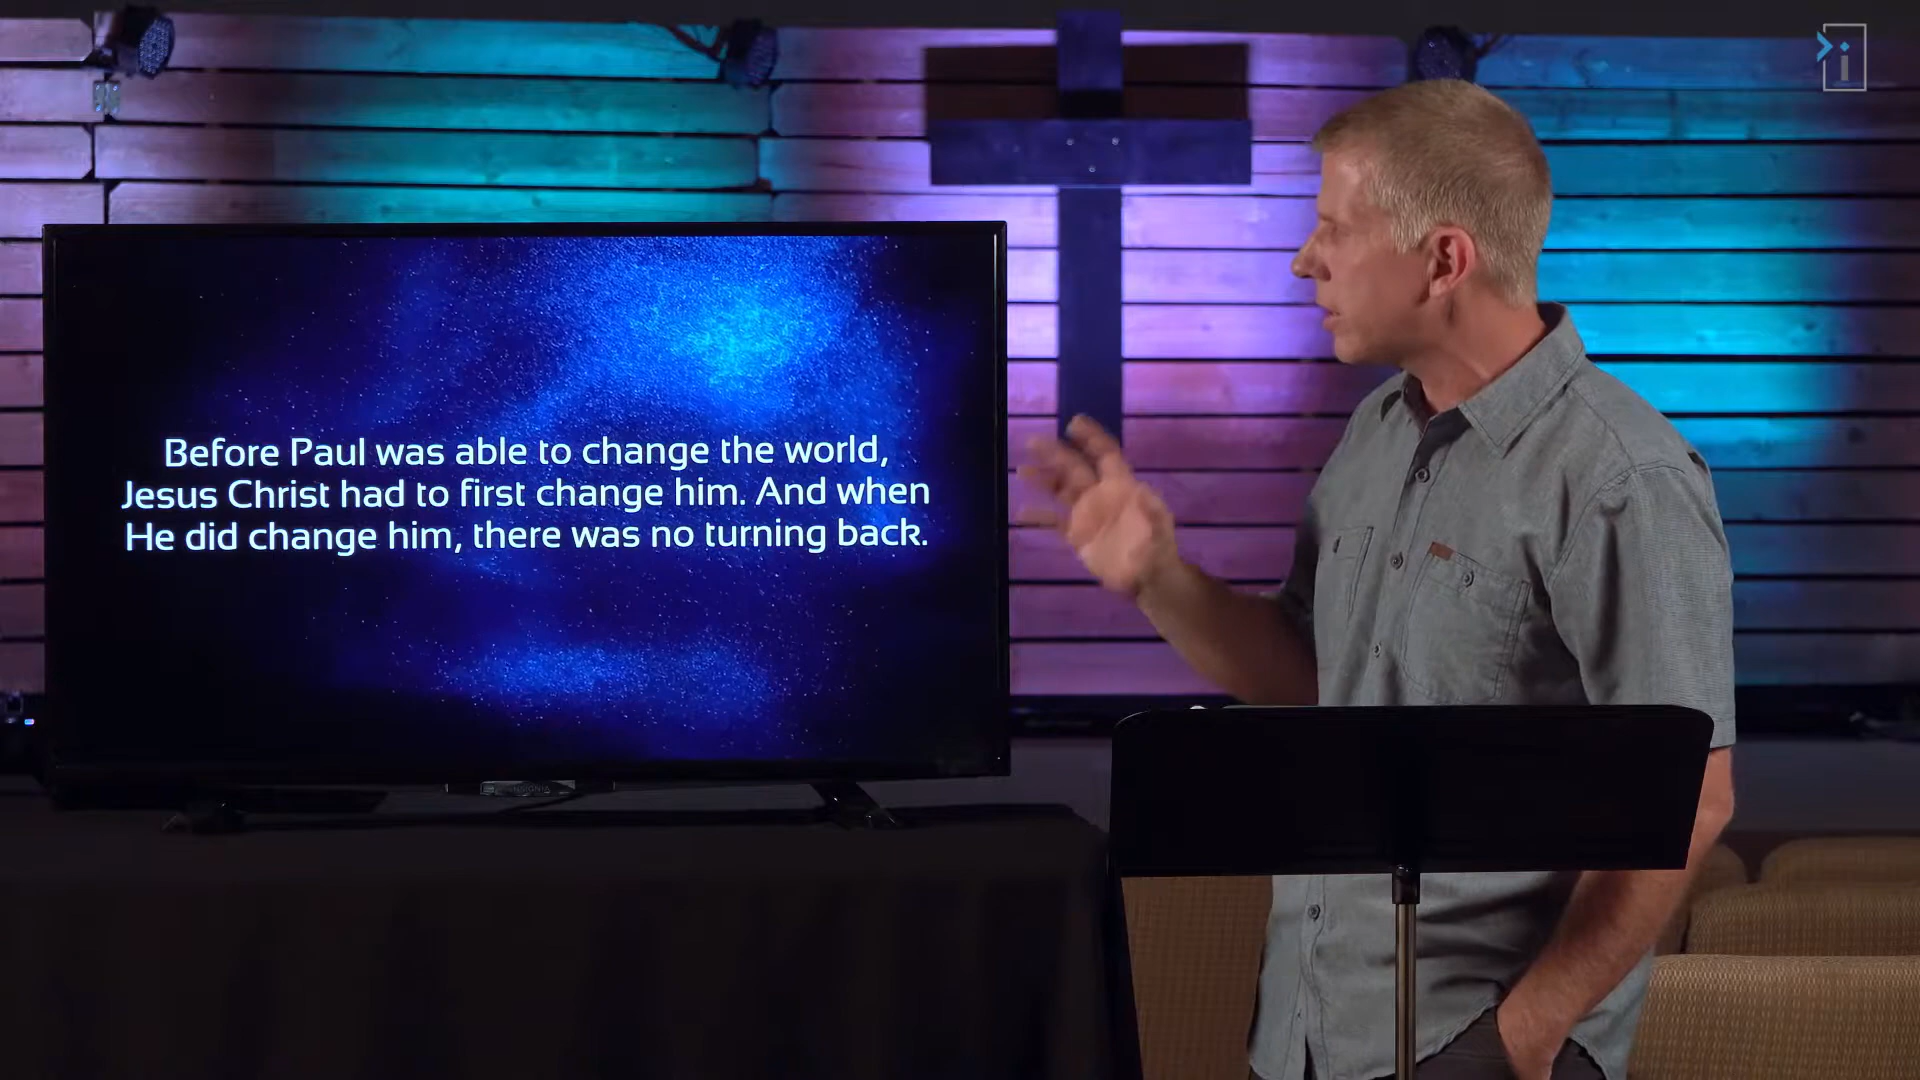 Before Paul was able to change the world,
Jesus Christ had to first change him. And when
He did change him, there was no turning back.
INSIGNIA